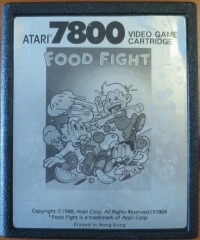 ATARI 7800 VIDEO GAME CARTRIDGE
FOOD FIGHT
Copyright © 1988, Atari Corp. All Rights Reserved CX7804
"Food Fight is a trademark of Atari Corp.
Printed in Hong Kong